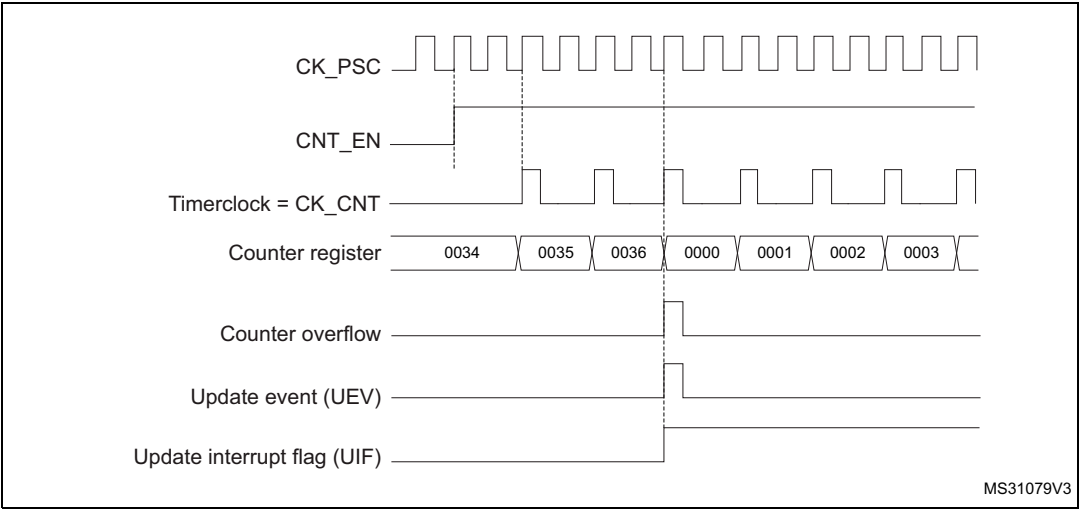 CK_PSC
CNT_EN
Timerclock = CK_CNT
Counter register 0034 0035 0036 0000 0001 0002 0003
Counter overflow
Update event (UEV)
Update interrupt flag (UIF)
MS31079V3